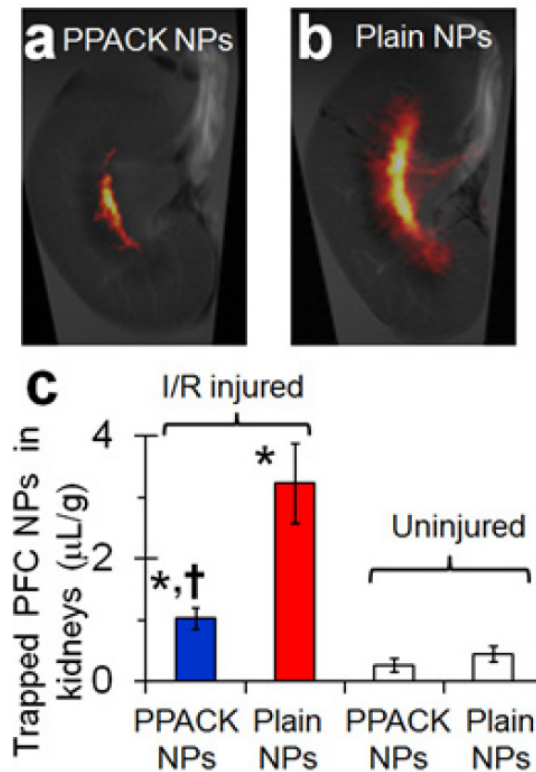 a PPACK NPs
b Plain NPs
c
I/R injured
Trapped PFC NPs in
kidneys (μL/g)
4
2
0
*,†
*
Uninjured
PPACK Plain PPACK Plain
NPs NPs NPs NPs